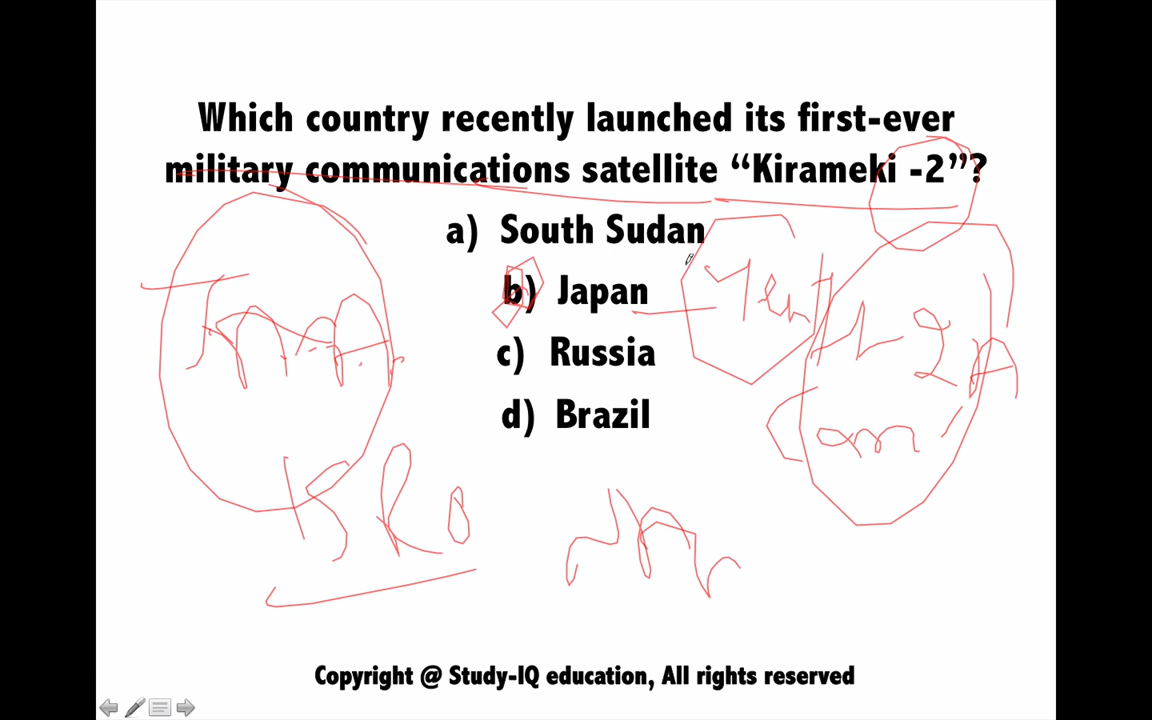 Which country recently launched its first-ever
military communications satellite “Kirameki -2”?
a) South Sudan
b) Japan
c) Russia
d) Brazil
Copyright @ Study-IQ education, All rights reserved